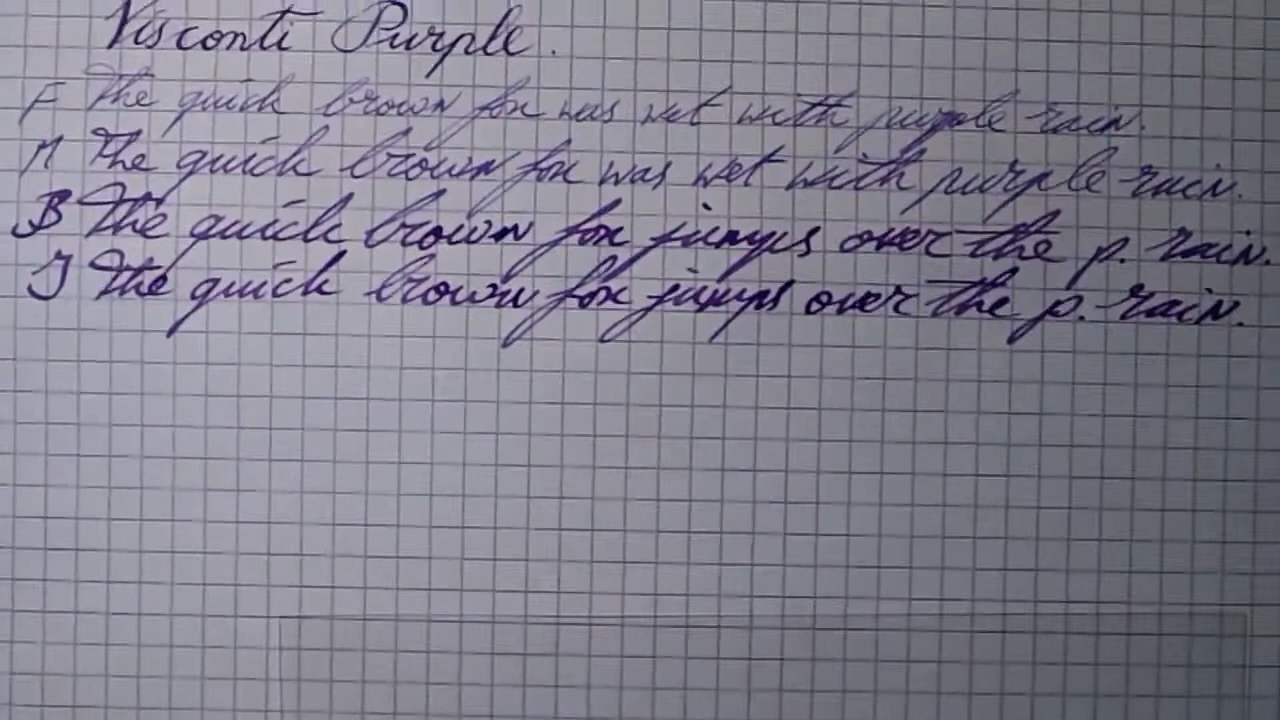 Visconti Purple.
F The quick brown fox was wet with purple rain.
M The quick brown fox was wet with purple rain.
B The quick brown fox jumps over the p. rain.
I The quick brown fox jumps over the p. rain.